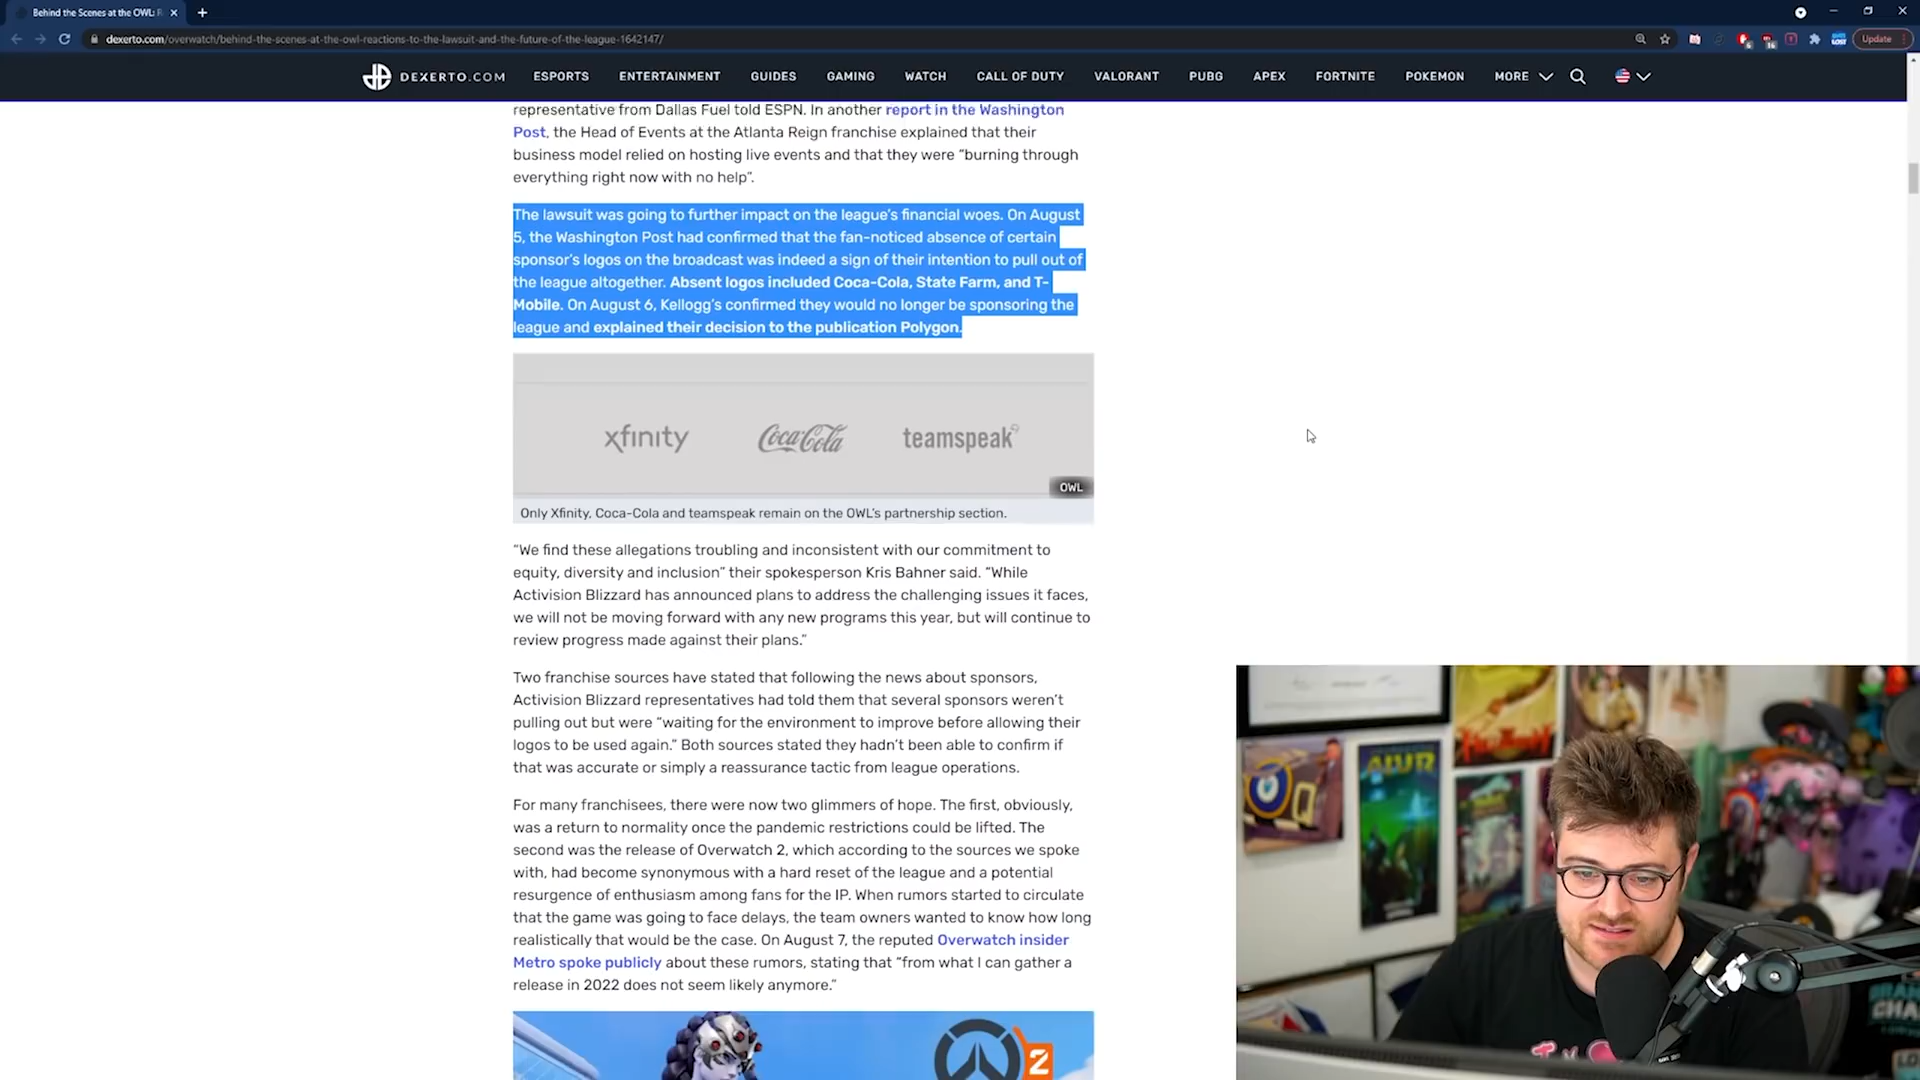 Behind the Scenes at the OWL: R
dexerto.com/overwatch/behind-the-scenes-at-the-owl-reactions-to-the-lawsuit-and-the-future-of-the-league-1642147/
Update
DEXERTO.COM
ESPORTS
ENTERTAINMENT
GUIDES
GAMING
WATCH
CALL OF DUTY
VALORANT
PUBG
APEX
FORTNITE
POKEMON
MORE
representative from Dallas Fuel told ESPN. In another report in the Washington
Post, the Head of Events at the Atlanta Reign franchise explained that their
business model relied on hosting live events and that they were “burning through
everything right now with no help”.
The lawsuit was going to further impact on the league’s financial woes. On August
5, the Washington Post had confirmed that the fan-noticed absence of certain
sponsor’s logos on the broadcast was indeed a sign of their intention to pull out of
the league altogether. Absent logos included Coca-Cola, State Farm, and T-
Mobile. On August 6, Kellogg’s confirmed they would no longer be sponsoring the
league and explained their decision to the publication Polygon.
xfinity
Coca-Cola
teamspeak
OWL
Only Xfinity, Coca-Cola and teamspeak remain on the OWL’s partnership section.
“We find these allegations troubling and inconsistent with our commitment to
equity, diversity and inclusion” their spokesperson Kris Bahner said. “While
Activision Blizzard has announced plans to address the challenging issues it faces,
we will not be moving forward with any new programs this year, but will continue to
review progress made against their plans.”
Two franchise sources have stated that following the news about sponsors,
Activision Blizzard representatives had told them that several sponsors weren’t
pulling out but were “waiting for the environment to improve before allowing their
logos to be used again.” Both sources stated they hadn’t been able to confirm if
that was accurate or simply a reassurance tactic from league operations.
For many franchisees, there were now two glimmers of hope. The first, obviously,
was a return to normality once the pandemic restrictions could be lifted. The
second was the release of Overwatch 2, which according to the sources we spoke
with, had become synonymous with a hard reset of the league and a potential
resurgence of enthusiasm among fans for the IP. When rumors started to circulate
that the game was going to face delays, the team owners wanted to know how long
realistically that would be the case. On August 7, the reputed Overwatch insider
Metro spoke publicly about these rumors, stating that “from what I can gather a
release in 2022 does not seem likely anymore.”
2